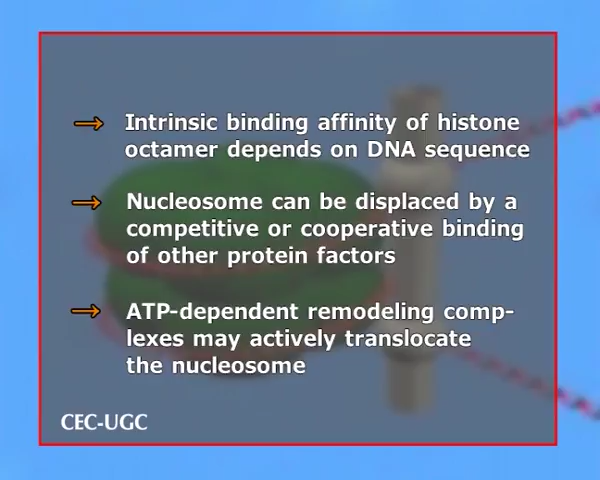 Intrinsic binding affinity of histone
octamer depends on DNA sequence
Nucleosome can be displaced by a
competitive or cooperative binding
of other protein factors
ATP-dependent remodeling comp-
lexes may actively translocate
the nucleosome
CEC-UGC